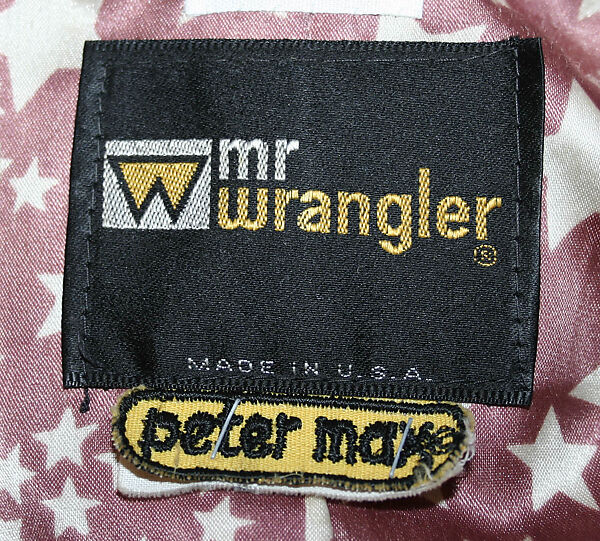 W mr
wrangler®
MADE IN U.S.A.
peter max